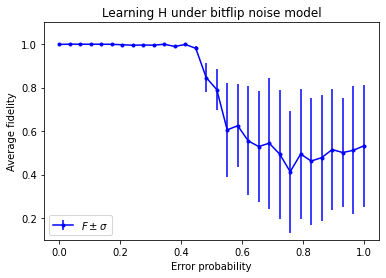 Learning H under bitflip noise model
Average fidelity
1.0
0.8
0.6
0.4
0.2
F ± σ
0.0 0.2 0.4 0.6 0.8 1.0
Error probability